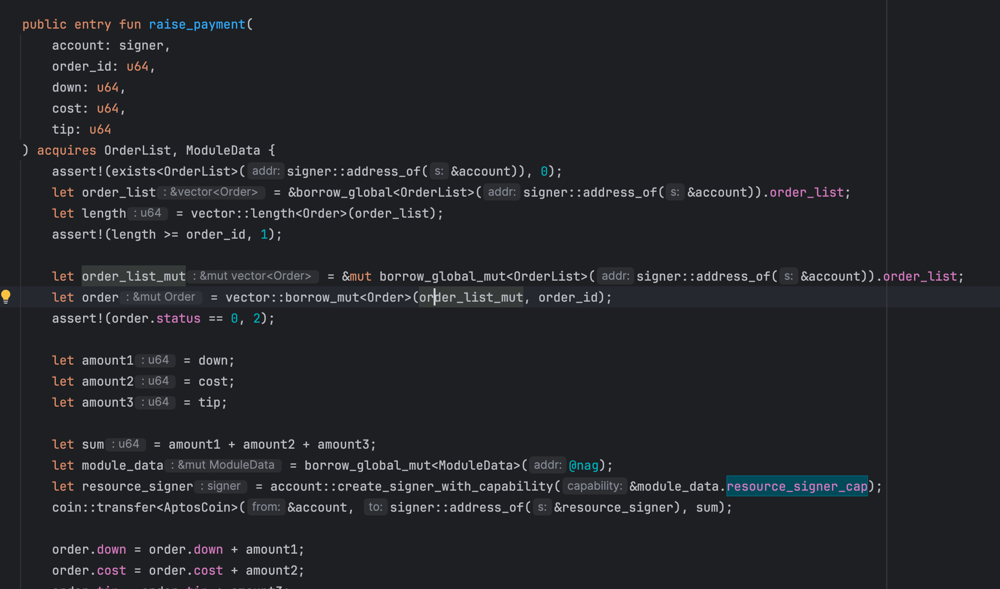 public entry fun raise_payment(
account: signer,
order_id: u64,
down: u64,
cost: u64,
tip: u64
) acquires OrderList, ModuleData {
assert!(exists<OrderList>( addr: signer::address_of( s: &account)), 0);
let order_list : &vector<Order> = &borrow_global<OrderList>( addr: signer::address_of( s: &account)).order_list;
let length : u64 = vector::length<Order>(order_list);
assert!(length >= order_id, 1);
let order_list_mut : &mut vector<Order> = &mut borrow_global_mut<OrderList>( addr: signer::address_of( s: &account)).order_list;
let order : &mut Order = vector::borrow_mut<Order>(order_list_mut, order_id);
assert!(order.status == 0, 2);
let amount1 : u64 = down;
let amount2 : u64 = cost;
let amount3 : u64 = tip;
let sum : u64 = amount1 + amount2 + amount3;
let module_data : &mut ModuleData = borrow_global_mut<ModuleData>( addr: @nag);
let resource_signer : signer = account::create_signer_with_capability( capability: &module_data.resource_signer_cap);
coin::transfer<AptosCoin>( from: &account, to: signer::address_of( s: &resource_signer), sum);
order.down = order.down + amount1;
order.cost = order.cost + amount2;